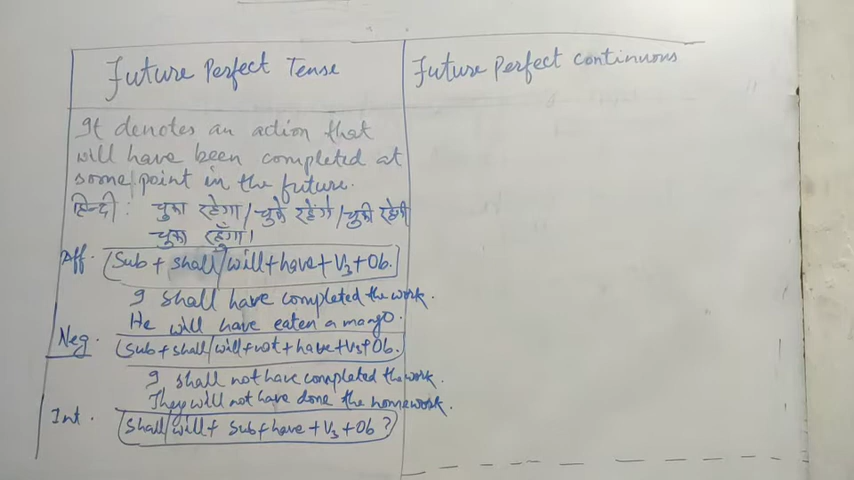 Future Perfect Tense
Future Perfect Continuous
It denotes an action that
will have been completed at
some point in the future.
हिन्दी : चुका रहेगा / चुके रहेंगे / चुकी रहेगी
चुका रहूँगा।
Aff. (Sub + shall/will + have + V3 + Ob.)
I shall have completed the work.
He will have eaten a mango.
Neg. (Sub + shall/will + not + have + V3 + Ob.)
I shall not have completed the work.
They will not have done the homework.
Int. (Shall/will + Sub + have + V3 + Ob ?)